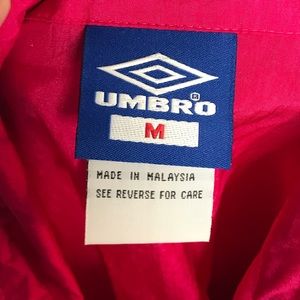 UMBRO
M
MADE IN MALAYSIA
SEE REVERSE FOR CARE